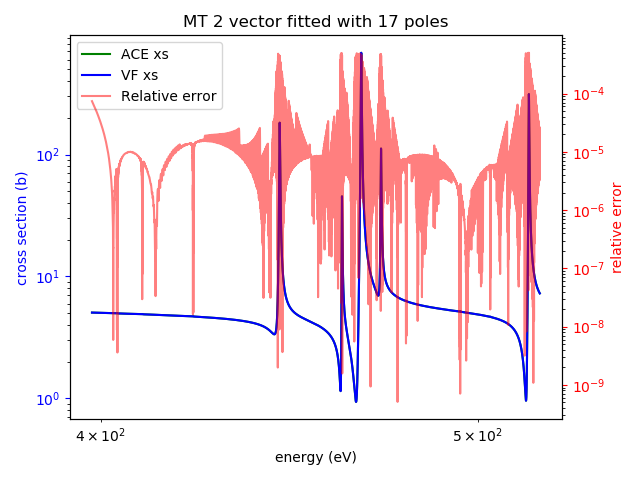 MT 2 vector fitted with 17 poles
ACE xs
VF xs
Relative error
cross section (b)
10²
10¹
10⁰
10⁻⁴
10⁻⁵
10⁻⁶
10⁻⁷
10⁻⁸
10⁻⁹
relative error
4 × 10²
5 × 10²
energy (eV)